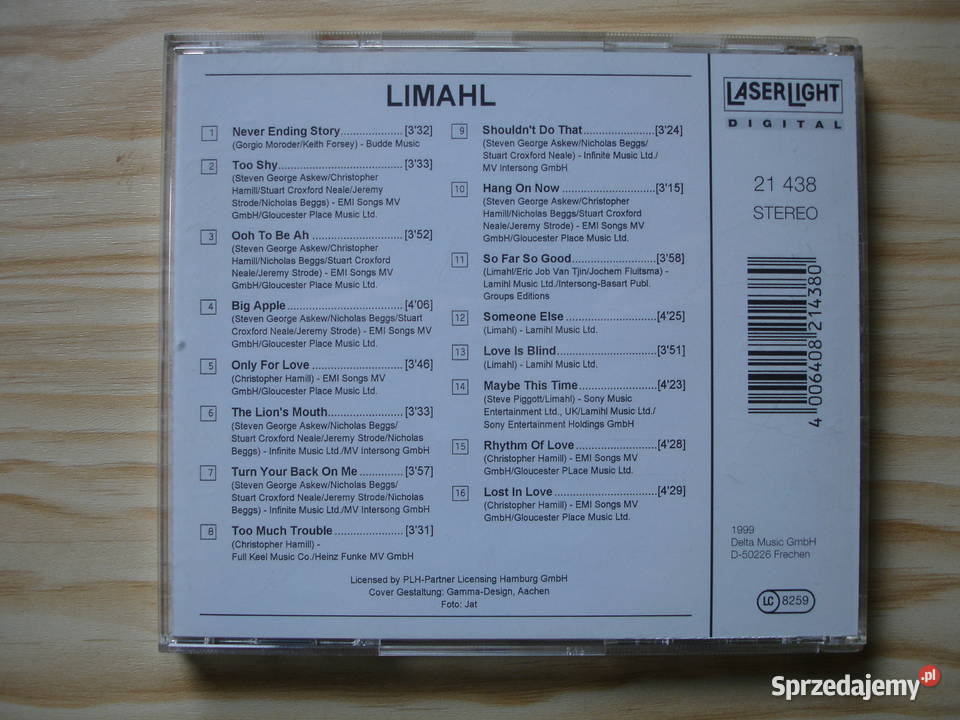 LIMAHL
1 Never Ending Story..................[3'32]
(Gorgio Moroder/Keith Forsey) - Budde Music
2 Too Shy....................................[3'33]
(Steven George Askew/Christopher
Hamill/Stuart Croxford Neale/Jeremy
Strode/Nicholas Beggs) - EMI Songs MV
GmbH/Gloucester Place Music Ltd.
3 Ooh To Be Ah ...........................[3'52]
(Steven George Askew/Christopher
Hamill/Nicholas Beggs/Stuart Croxford
Neale/Jeremy Strode) - EMI Songs MV
GmbH/Gloucester Place Music Ltd.
4 Big Apple..................................[4'06]
(Steven George Askew/Nicholas Beggs/Stuart
Croxford Neale/Jeremy Strode) - EMI Songs MV
GmbH/Gloucester Place Music Ltd.
5 Only For Love ..........................[3'46]
(Christopher Hamill) - EMI Songs MV
GmbH/Gloucester Place Music Ltd.
6 The Lion's Mouth......................[3'33]
(Steven George Askew/Nicholas Beggs/
Stuart Croxford Neale/Jeremy Strode/Nicholas
Beggs) - Infinite Music Ltd./MV Intersong GmbH
7 Turn Your Back On Me .............[3'57]
(Steven George Askew/Nicholas Beggs/
Stuart Croxford Neale/Jeremy Strode/Nicholas
Beggs) - Infinite Music Ltd./MV Intersong GmbH
8 Too Much Trouble ....................[3'31]
(Christopher Hamill) -
Full Keel Music Co./Heinz Funke MV GmbH
9 Shouldn't Do That.....................[3'24]
(Steven George Askew/Nicholas Beggs/
Stuart Croxford Neale) - Infinite Music Ltd./
MV Intersong GmbH
10 Hang On Now ...........................[3'15]
(Steven George Askew/Christopher
Hamill/Nicholas Beggs/Stuart Croxford
Neale/Jeremy Strode) - EMI Songs MV
GmbH/Gloucester Place Music Ltd.
11 So Far So Good........................[3'58]
(Limahl/Eric Job Van Tjin/Jochem Fluitsma) -
Lamihl Music Ltd./Intersong-Basart Publ.
Groups Editions
12 Someone Else ..........................[4'25]
(Limahl) - Lamihl Music Ltd.
13 Love Is Blind.............................[3'51]
(Limahl) - Lamihl Music Ltd.
14 Maybe This Time.......................[4'23]
(Steve Piggott/Limahl) - Sony Music
Entertainment Ltd., UK/Lamihl Music Ltd./
Sony Entertainment Holdings GmbH
15 Rhythm Of Love ........................[4'28]
(Christopher Hamill) - EMI Songs MV
GmbH/Gloucester PLace Music Ltd.
16 Lost In Love ..............................[4'29]
(Christopher Hamill) - EMI Songs MV
GmbH/Gloucester Place Music Ltd.
Licensed by PLH-Partner Licensing Hamburg GmbH
Cover Gestaltung: Gamma-Design, Aachen
Foto: Jat
LASERLIGHT
DIGITAL
21 438
STEREO
4 006408 214380
1999
Delta Music GmbH
D-50226 Frechen
LC 8259
Sprzedajemy.pl